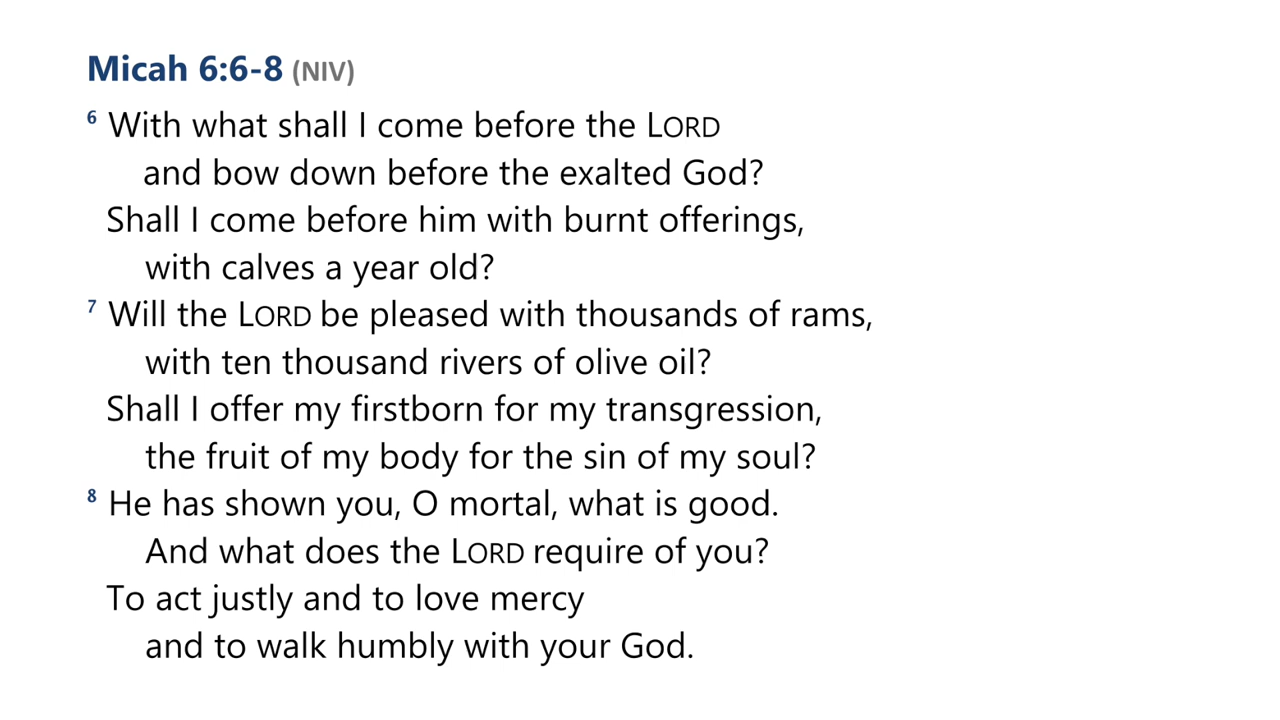 Micah 6:6-8 (NIV)
6 With what shall I come before the LORD
and bow down before the exalted God?
Shall I come before him with burnt offerings,
with calves a year old?
7 Will the LORD be pleased with thousands of rams,
with ten thousand rivers of olive oil?
Shall I offer my firstborn for my transgression,
the fruit of my body for the sin of my soul?
8 He has shown you, O mortal, what is good.
And what does the LORD require of you?
To act justly and to love mercy
and to walk humbly with your God.